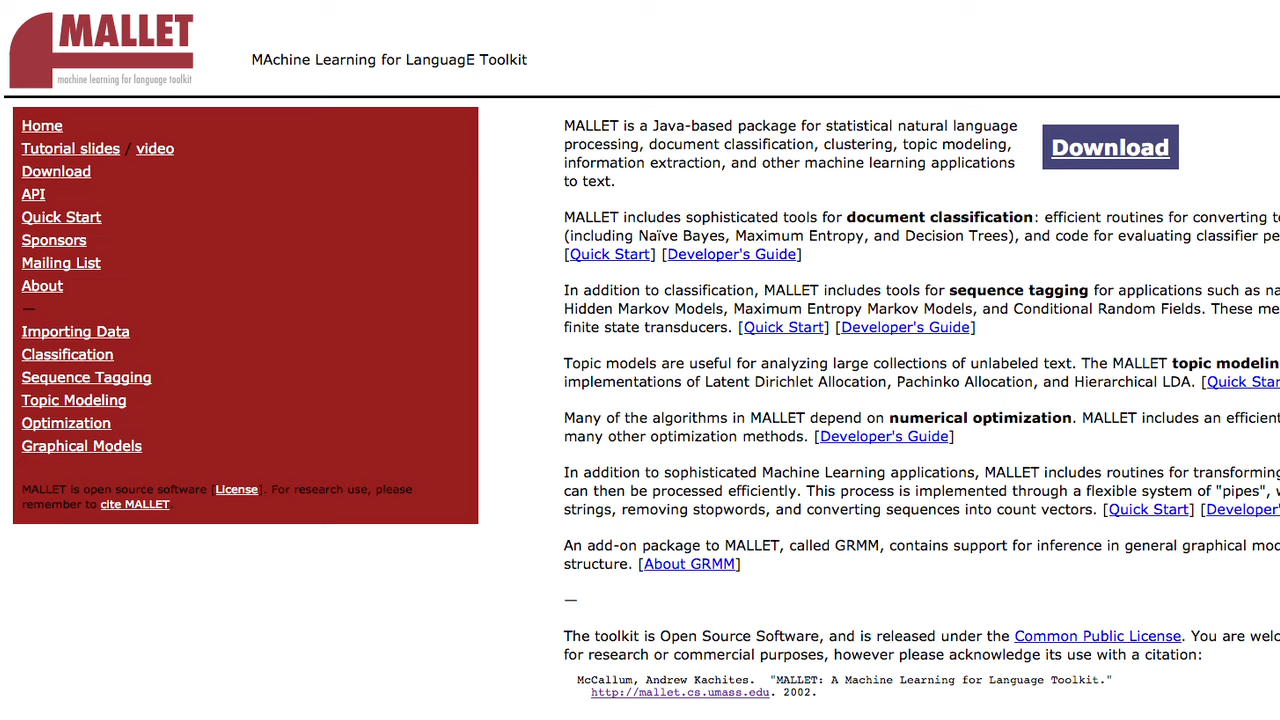 MALLET
machine learning for language toolkit
MAchine Learning for LanguagE Toolkit
Home
Tutorial slides / video
Download
API
Quick Start
Sponsors
Mailing List
About
—
Importing Data
Classification
Sequence Tagging
Topic Modeling
Optimization
Graphical Models
MALLET is open source software [License]. For research use, please
remember to cite MALLET.
MALLET is a Java-based package for statistical natural language
processing, document classification, clustering, topic modeling,
information extraction, and other machine learning applications
to text.
Download
MALLET includes sophisticated tools for document classification: efficient routines for converting
(including Naïve Bayes, Maximum Entropy, and Decision Trees), and code for evaluating classifier
[Quick Start] [Developer's Guide]
In addition to classification, MALLET includes tools for sequence tagging for applications such as
Hidden Markov Models, Maximum Entropy Markov Models, and Conditional Random Fields. These
finite state transducers. [Quick Start] [Developer's Guide]
Topic models are useful for analyzing large collections of unlabeled text. The MALLET topic
implementations of Latent Dirichlet Allocation, Pachinko Allocation, and Hierarchical LDA. [Quick
Many of the algorithms in MALLET depend on numerical optimization. MALLET includes an efficient
many other optimization methods. [Developer's Guide]
In addition to sophisticated Machine Learning applications, MALLET includes routines for transforming
can then be processed efficiently. This process is implemented through a flexible system of "pipes",
strings, removing stopwords, and converting sequences into count vectors. [Quick Start] [Developer's
An add-on package to MALLET, called GRMM, contains support for inference in general graphical
structure. [About GRMM]
—
The toolkit is Open Source Software, and is released under the Common Public License. You are
for research or commercial purposes, however please acknowledge its use with a citation:
McCallum, Andrew Kachites. "MALLET: A Machine Learning for Language Toolkit."
http://mallet.cs.umass.edu. 2002.